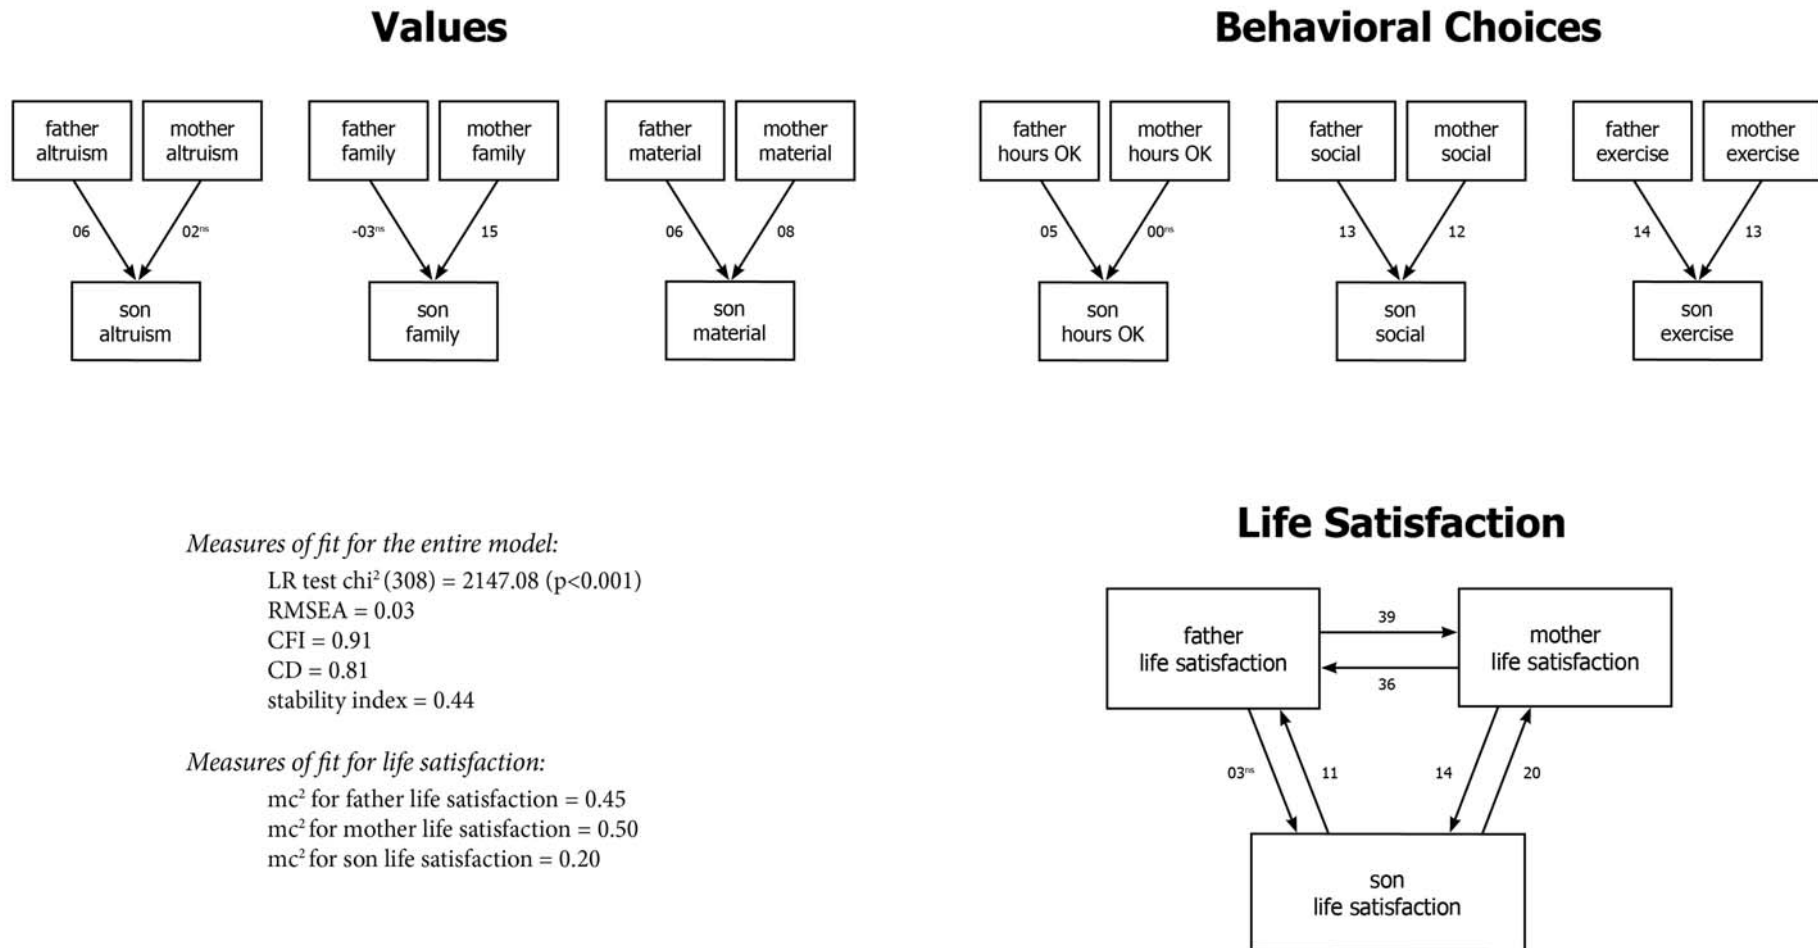 Values
father
altruism
mother
altruism
father
family
mother
family
father
material
mother
material
06
02ns
-03ns
15
06
08
son
altruism
son
family
son
material
Behavioral Choices
father
hours OK
mother
hours OK
father
social
mother
social
father
exercise
mother
exercise
05
00ns
13
12
14
13
son
hours OK
son
social
son
exercise
Measures of fit for the entire model:
LR test chi² (308) = 2147.08 (p<0.001)
RMSEA = 0.03
CFI = 0.91
CD = 0.81
stability index = 0.44
Measures of fit for life satisfaction:
mc² for father life satisfaction = 0.45
mc² for mother life satisfaction = 0.50
mc² for son life satisfaction = 0.20
Life Satisfaction
father
life satisfaction
39
36
mother
life satisfaction
03ns
11
14
20
son
life satisfaction